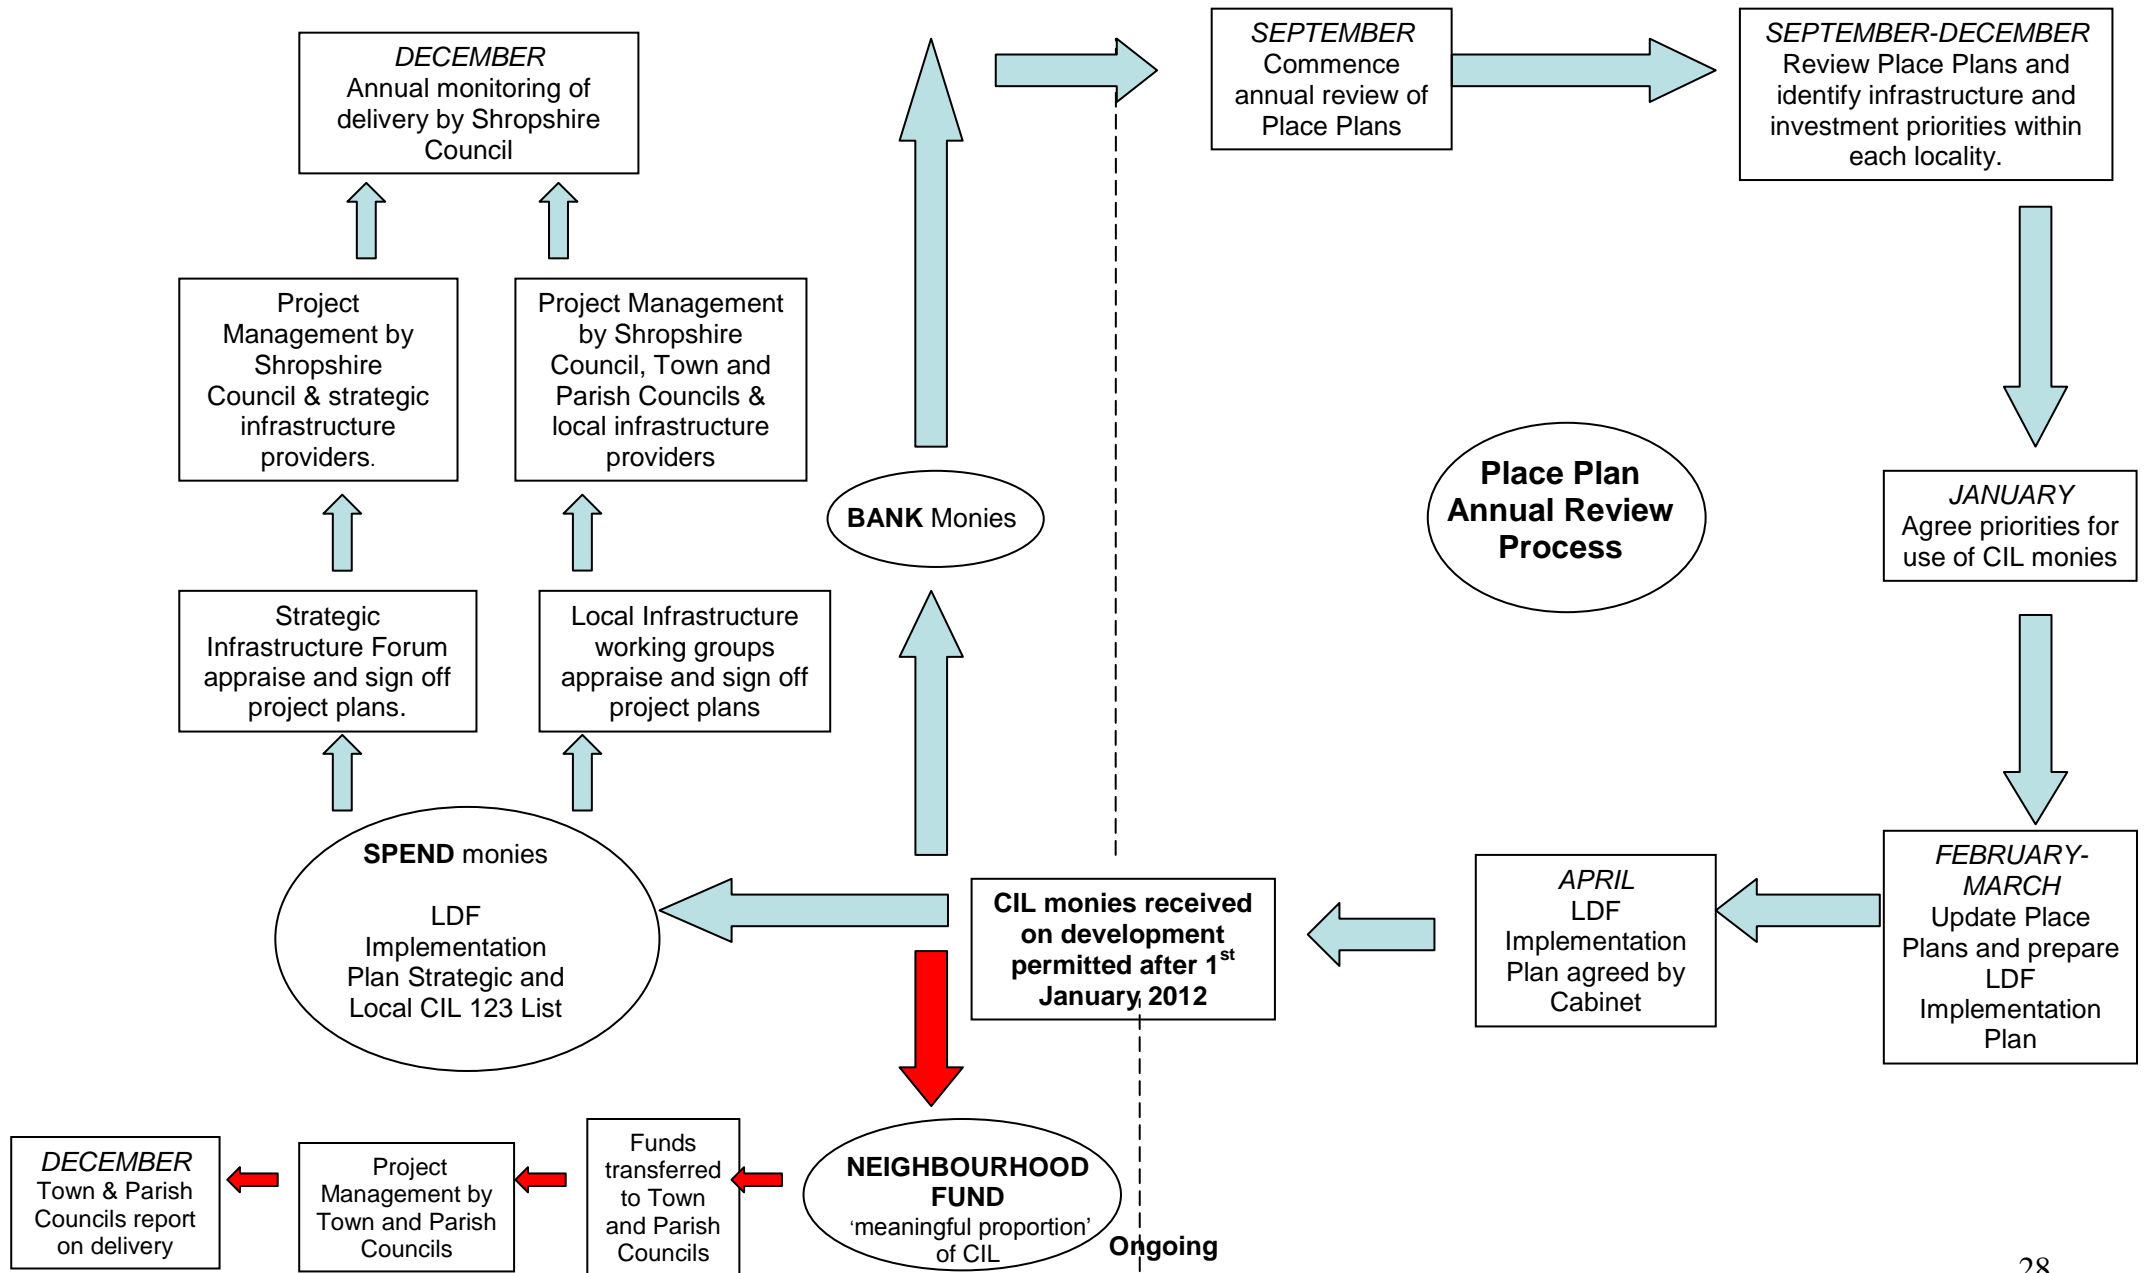 DECEMBER
Annual monitoring of
delivery by Shropshire
Council
SEPTEMBER
Commence
annual review of
Place Plans
SEPTEMBER-DECEMBER
Review Place Plans and
identify infrastructure and
investment priorities within
each locality.
Project
Management by
Shropshire
Council & strategic
infrastructure
providers.
Project Management
by Shropshire
Council, Town and
Parish Councils &
local infrastructure
providers
BANK Monies
Place Plan
Annual Review
Process
JANUARY
Agree priorities for
use of CIL monies
Strategic
Infrastructure Forum
appraise and sign off
project plans.
Local Infrastructure
working groups
appraise and sign off
project plans
SPEND monies
LDF
Implementation
Plan Strategic and
Local CIL 123 List
CIL monies received
on development
permitted after 1st
January 2012
APRIL
LDF
Implementation
Plan agreed by
Cabinet
FEBRUARY-
MARCH
Update Place
Plans and prepare
LDF
Implementation
Plan
DECEMBER
Town & Parish
Councils report
on delivery
Project
Management by
Town and Parish
Councils
Funds
transferred
to Town
and Parish
Councils
NEIGHBOURHOOD
FUND
'meaningful proportion'
of CIL
Ongoing
28